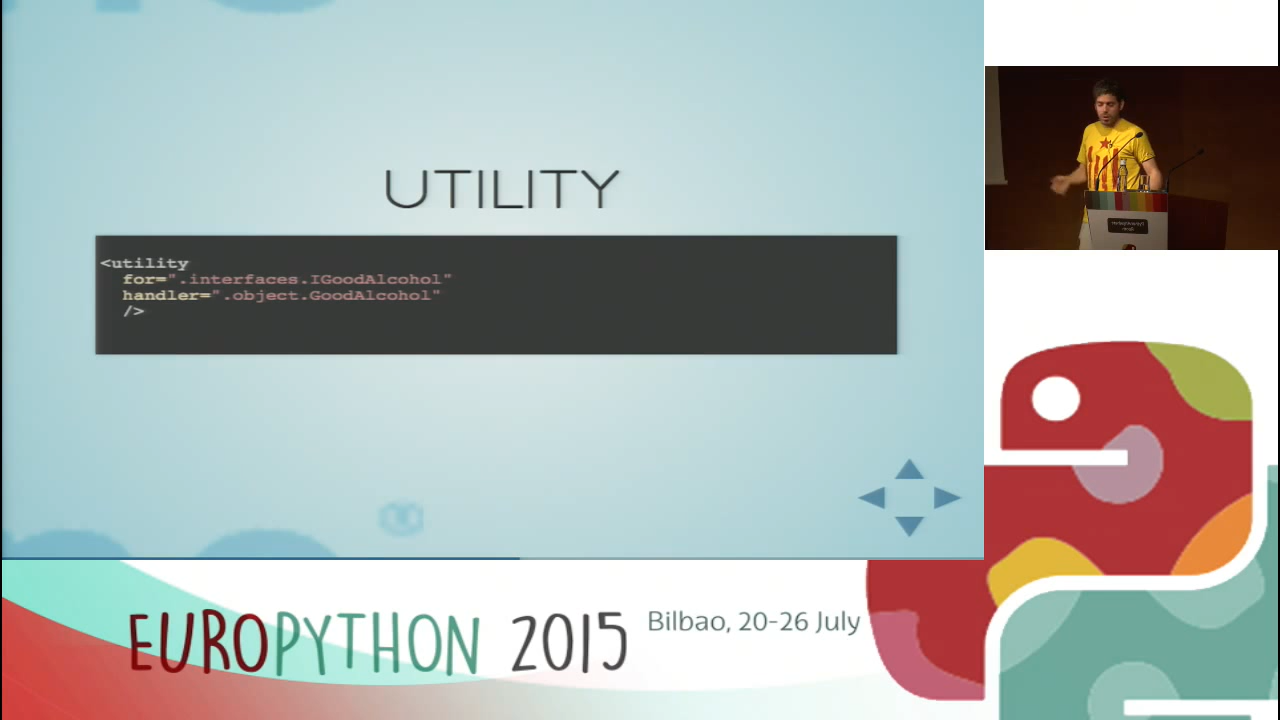 UTILITY
<utility
for=".interfaces.IGoodAlcohol"
handler=".object.GoodAlcohol"
/>
®
EUROPYTHON 2015
Bilbao, 20-26 July